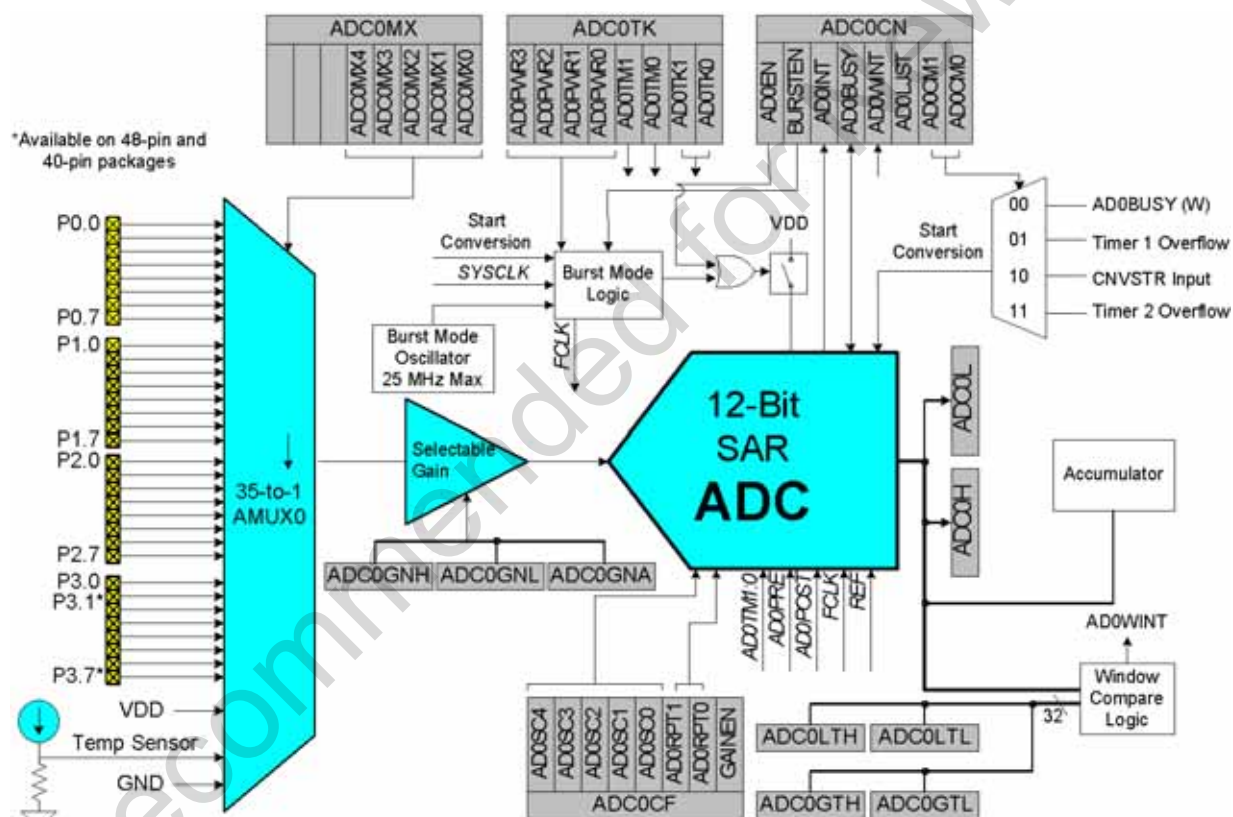 ADC0MX
ADC0MX4
ADC0MX3
ADC0MX2
ADC0MX1
ADC0MX0
ADC0TK
AD0PWR3
AD0PWR2
AD0PWR1
AD0PWR0
AD0TM1
AD0TM0
AD0TK1
AD0TK0
ADC0CN
AD0EN
BURSTEN
AD0INT
AD0BUSY
AD0WINT
AD0LJST
AD0CM1
AD0CM0
*Available on 48-pin and
40-pin packages
P0.0
P0.7
P1.0
P1.7
P2.0
P2.7
P3.0
P3.1*
P3.7*
VDD
Temp Sensor
GND
35-to-1
AMUX0
Start
Conversion
SYSCLK
Burst Mode
Logic
Burst Mode
Oscillator
25 MHz Max
FCLK
VDD
Start
Conversion
00
AD0BUSY (W)
01
Timer 1 Overflow
10
CNVSTR Input
11
Timer 2 Overflow
Selectable
Gain
ADC0GNH
ADC0GNL
ADC0GNA
12-Bit
SAR
ADC
ADC0L
ADC0H
Accumulator
AD0TM1:0
AD0PRE
AD0POST
FCLK
REF
AD0WINT
Window
Compare
Logic
32
AD0SC4
AD0SC3
AD0SC2
AD0SC1
AD0SC0
AD0RPT1
AD0RPT0
GAINEN
ADC0CF
ADC0LTH
ADC0LTL
ADC0GTH
ADC0GTL
ecommended for